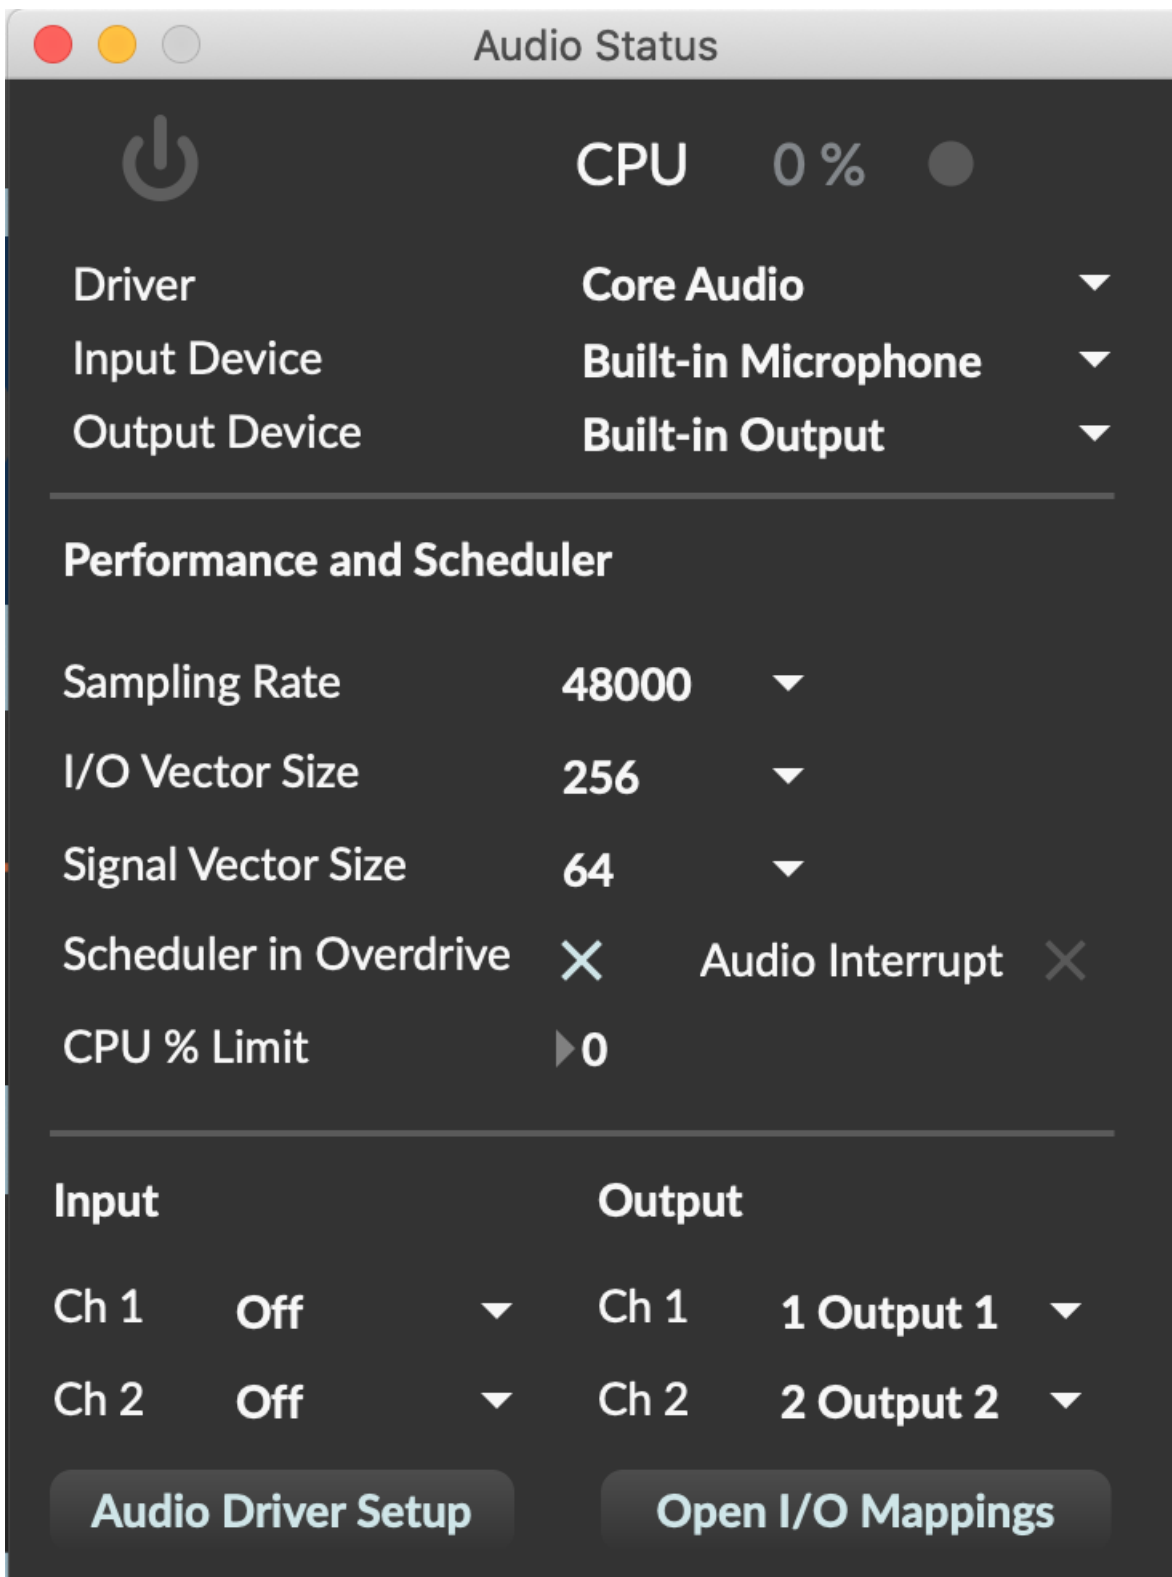 Audio Status
CPU 0 %
Driver Core Audio
Input Device Built-in Microphone
Output Device Built-in Output
Performance and Scheduler
Sampling Rate 48000
I/O Vector Size 256
Signal Vector Size 64
Scheduler in Overdrive Audio Interrupt
CPU % Limit 0
Input Output
Ch 1 Off Ch 1 1 Output 1
Ch 2 Off Ch 2 2 Output 2
Audio Driver Setup Open I/O Mappings